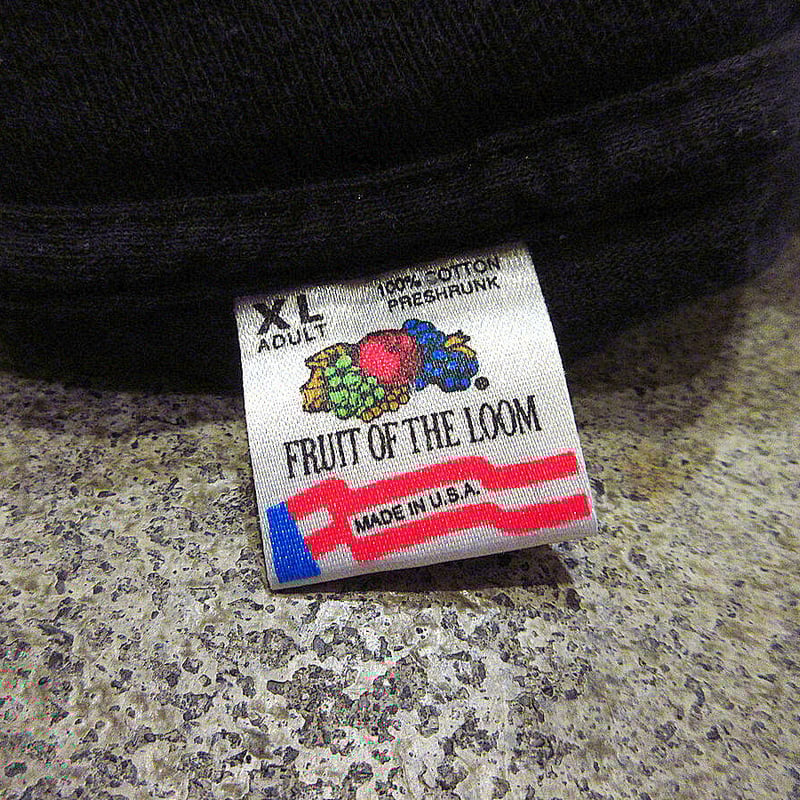 XL
ADULT
100% COTTON
PRESHRUNK
®
FRUIT OF THE LOOM
MADE IN U.S.A.